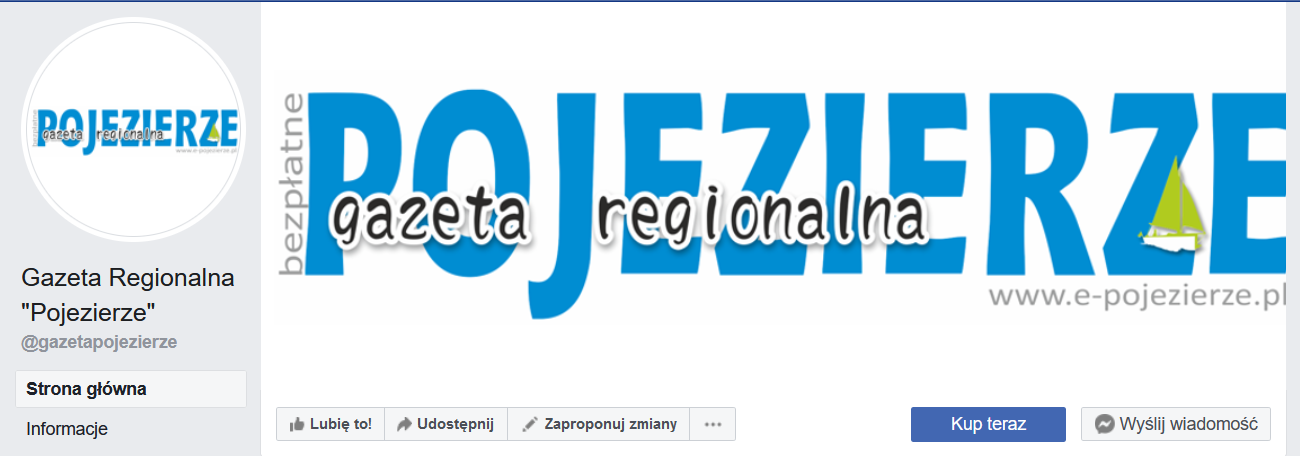 bezpłatne
POJEZIERZE
gazeta regionalna
www.e-pojezierze.pl
Gazeta Regionalna
"Pojezierze"
@gazetapojezierze
Strona główna
Informacje
bezpłatne
POJEZIERZE
gazeta regionalna
www.e-pojezierze.pl
Lubię to! Udostępnij Zaproponuj zmiany ... Kup teraz Wyślij wiadomość